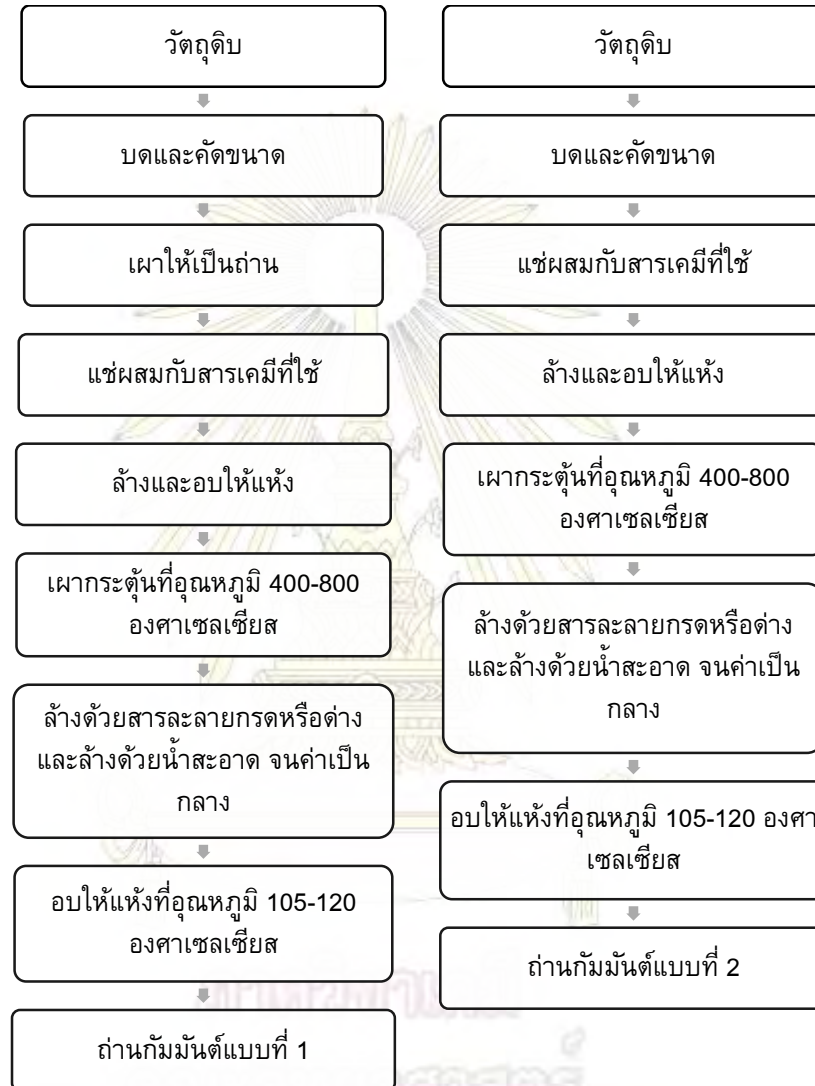 วัตถุดิบ
บดและคัดขนาด
เผาให้เป็นถ่าน
แช่ผสมกับสารเคมีที่ใช้
ล้างและอบให้แห้ง
เผากระตุ้นที่อุณหภูมิ 400-800
องศาเซลเซียส
ล้างด้วยสารละลายกรดหรือด่าง
และล้างด้วยน้ำสะอาด จนค่าเป็น
กลาง
อบให้แห้งที่อุณหภูมิ 105-120
องศาเซลเซียส
ถ่านกัมมันต์แบบที่ 1
วัตถุดิบ
บดและคัดขนาด
แช่ผสมกับสารเคมีที่ใช้
ล้างและอบให้แห้ง
เผากระตุ้นที่อุณหภูมิ 400-800
องศาเซลเซียส
ล้างด้วยสารละลายกรดหรือด่าง
และล้างด้วยน้ำสะอาด จนค่าเป็น
กลาง
อบให้แห้งที่อุณหภูมิ 105-120 องศา
เซลเซียส
ถ่านกัมมันต์แบบที่ 2